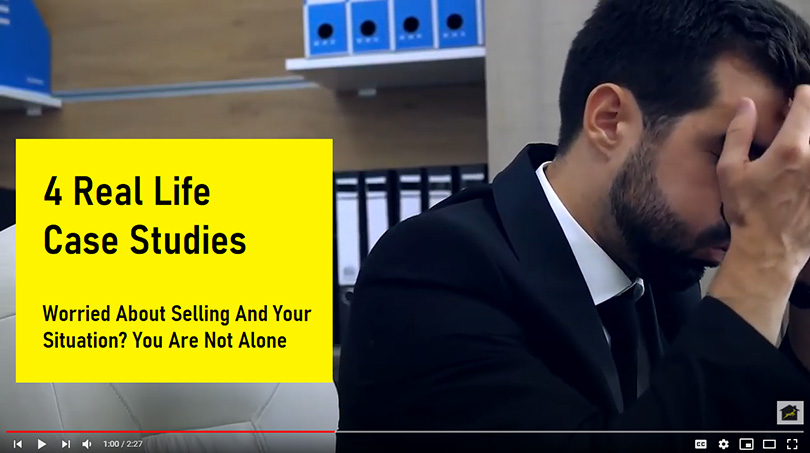 4 Real Life
Case Studies
Worried About Selling And Your
Situation? You Are Not Alone
1:00 / 2:27
CC